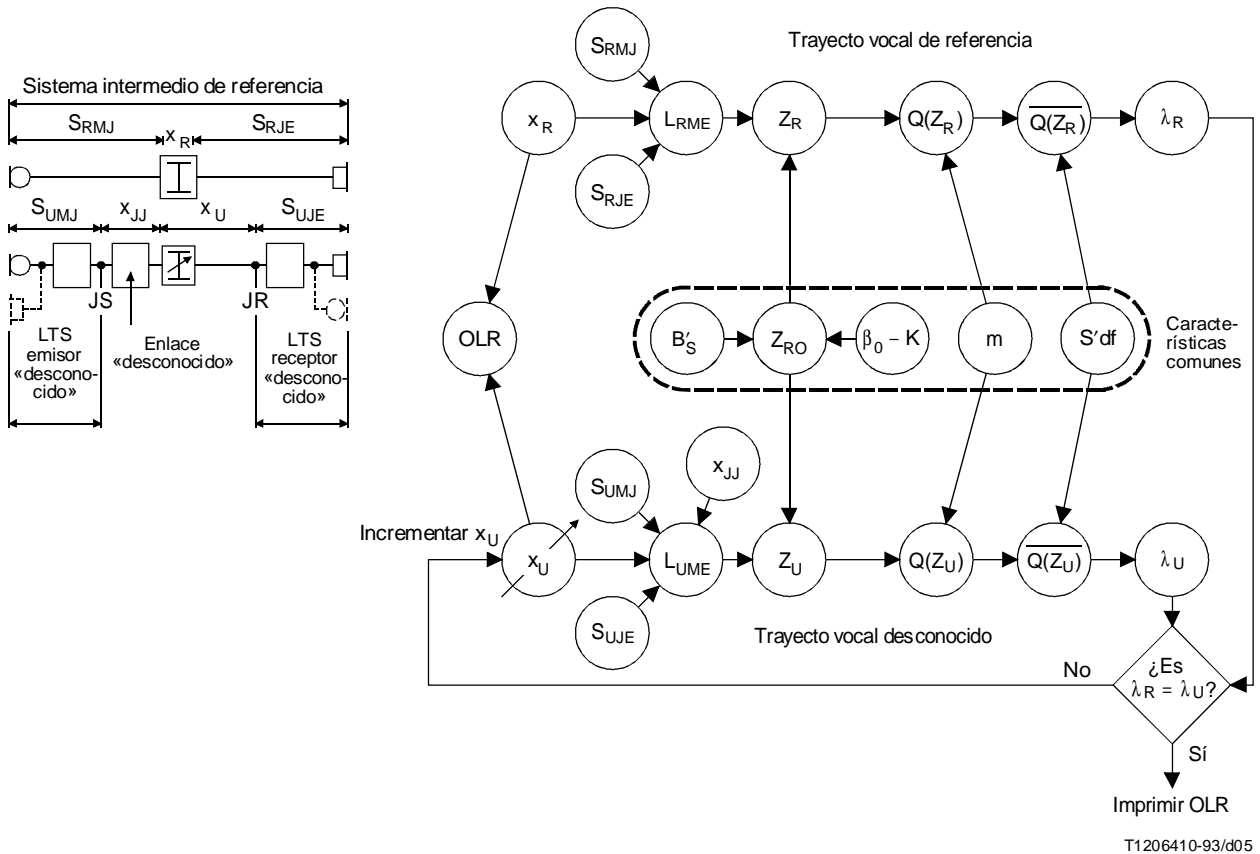 Sistema intermedio de referencia
S_RMJ x_R S_RJE
S_UMJ x_JJ x_U S_UJE
JS JR
LTS
emisor
«descono-
cido»
Enlace
«desconocido»
LTS
receptor
«descono-
cido»
Trayecto vocal de referencia
S_RMJ
x_R L_RME Z_R Q(Z_R) \overline{Q(Z_R)} λ_R
S_RJE
OLR B′_S Z_RO β_0 – K m S′df
Caracte-
rísticas
comunes
x_JJ
S_UMJ
Incrementar x_U
x_U L_UME Z_U Q(Z_U) \overline{Q(Z_U)} λ_U
S_UJE
Trayecto vocal desconocido
No
¿Es
λ_R = λ_U?
Sí
Imprimir OLR
T1206410-93/d05